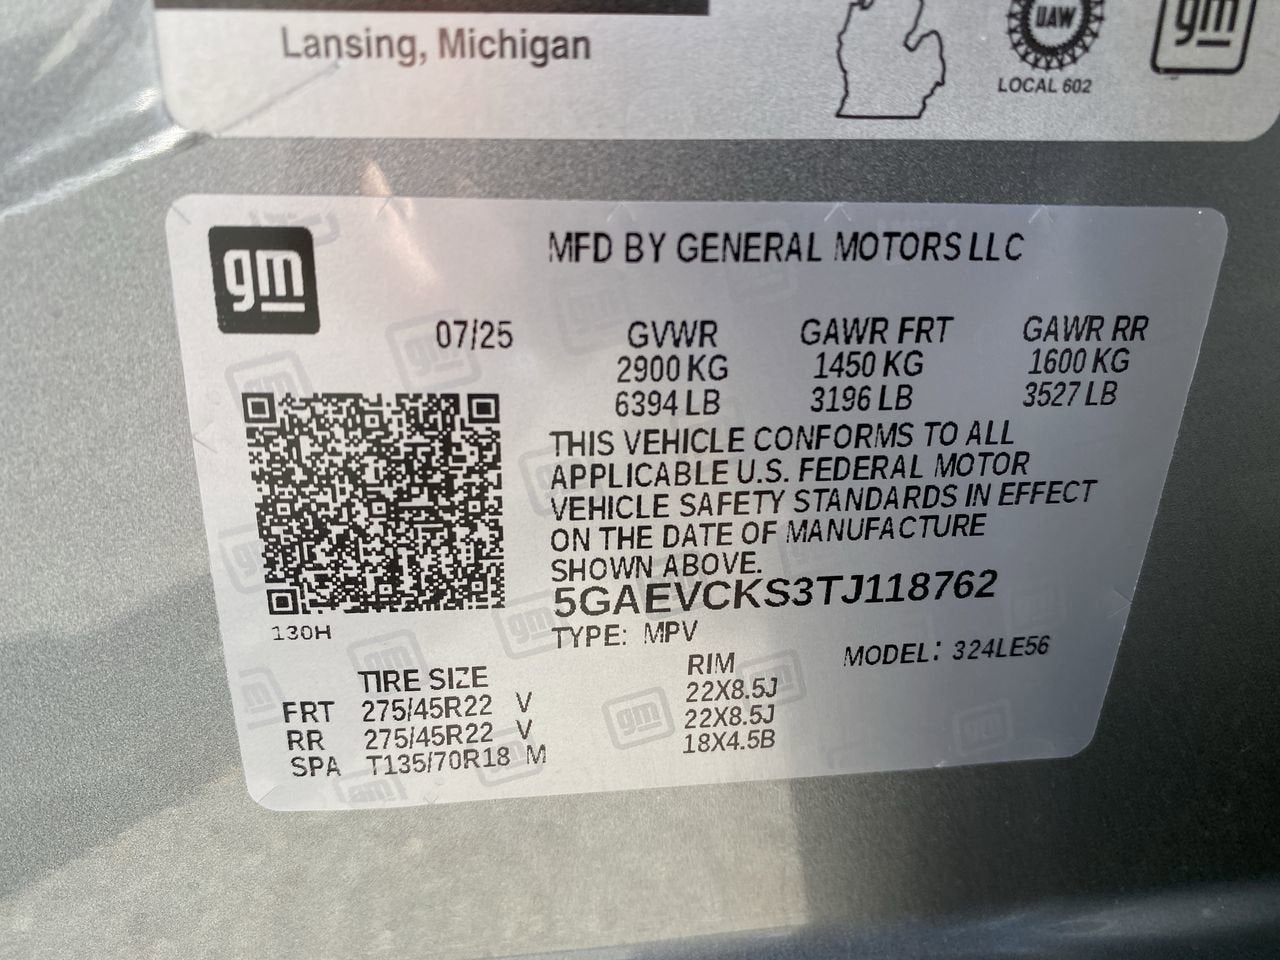 Lansing, Michigan
UAW
LOCAL 602
gm
gm
MFD BY GENERAL MOTORS LLC
07/25 GVWR GAWR FRT GAWR RR
2900 KG 1450 KG 1600 KG
6394 LB 3196 LB 3527 LB
THIS VEHICLE CONFORMS TO ALL
APPLICABLE U.S. FEDERAL MOTOR
VEHICLE SAFETY STANDARDS IN EFFECT
ON THE DATE OF MANUFACTURE
SHOWN ABOVE.
5GAEVCKS3TJ118762
130H
TYPE: MPV MODEL: 324LE56
TIRE SIZE RIM
FRT 275/45R22 V 22X8.5J
RR 275/45R22 V 22X8.5J
SPA T135/70R18 M 18X4.5B